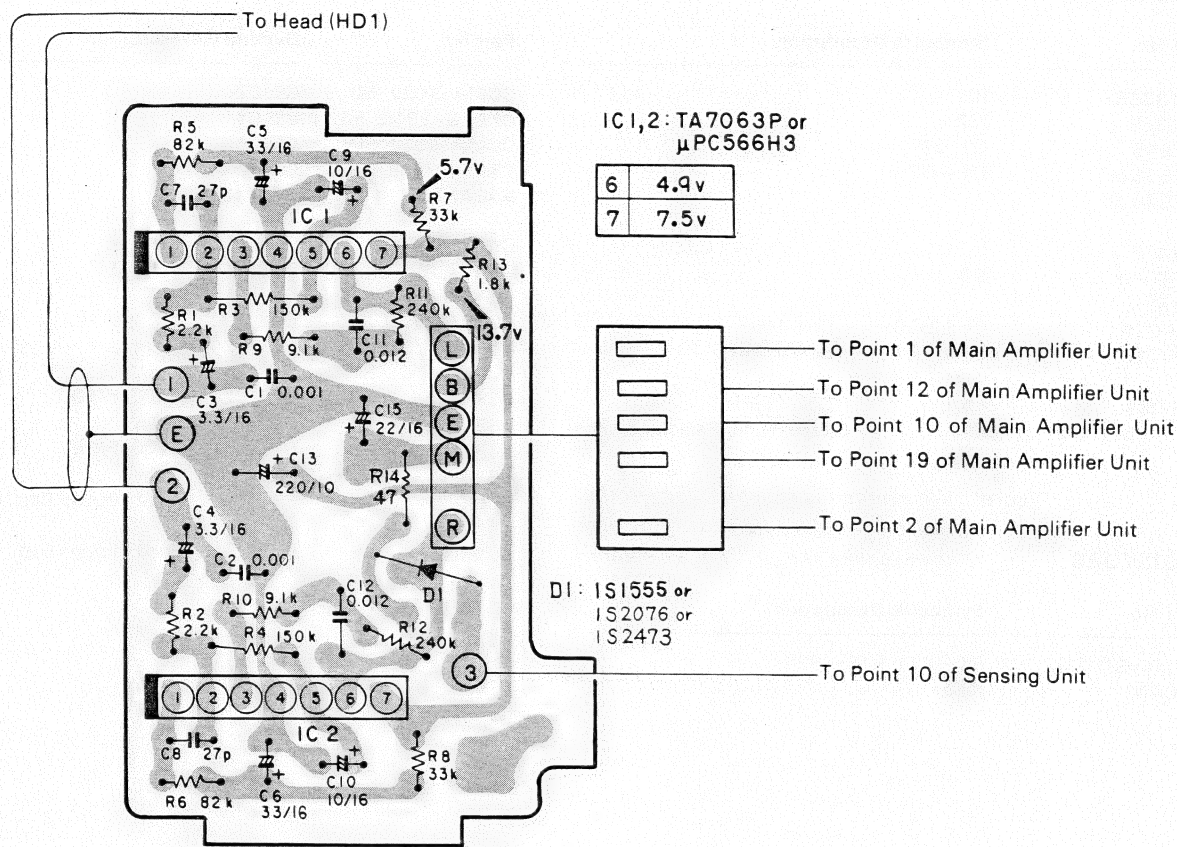 To Head (HD1)
IC1,2: TA7063P or
µPC566H3
6 4.9v
7 7.5v
R5
82k
C5
33/16
C9
10/16
5.7v
C7 27p
R7
33k
IC 1
1 2 3 4 5 6 7
R13
1.8k
R1
2.2k
R3 150k
R11
240k
13.7v
R9 9.1k
C11
0.012
L
B
E
M
R
1
C3
3.3/16
C1 0.001
E
C15
22/16
C13
220/10
R14
47
2
C4
3.3/16
C2 0.001
D1
C12
0.012
R10 9.1k
R2
2.2k
R4 150k
R12
240k
3
1 2 3 4 5 6 7
IC 2
C8 27p
R8
33k
R6 82k
C6
33/16
C10
10/16
To Point 1 of Main Amplifier Unit
To Point 12 of Main Amplifier Unit
To Point 10 of Main Amplifier Unit
To Point 19 of Main Amplifier Unit
To Point 2 of Main Amplifier Unit
D1: 1S1555 or
1S2076 or
1S2473
To Point 10 of Sensing Unit